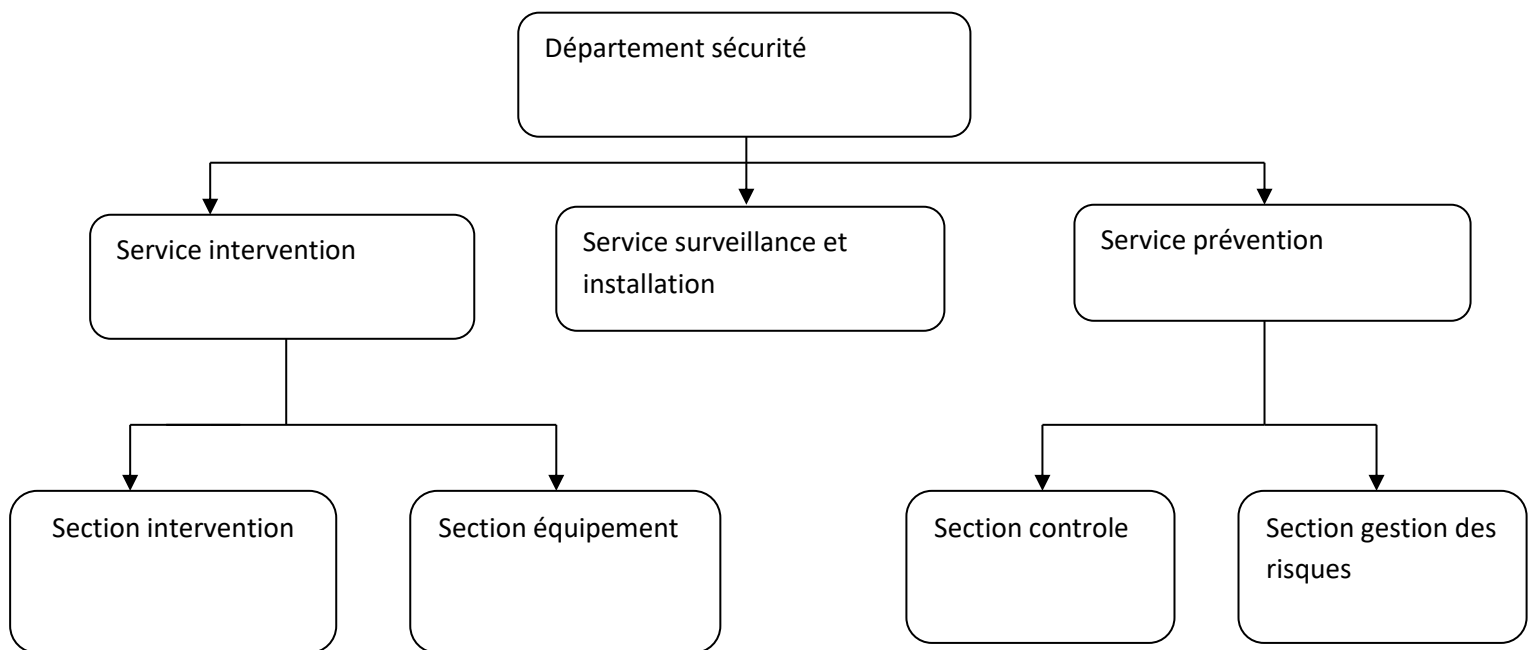 Département sécurité
Service intervention
Service surveillance et
installation
Service prévention
Section intervention
Section équipement
Section controle
Section gestion des
risques